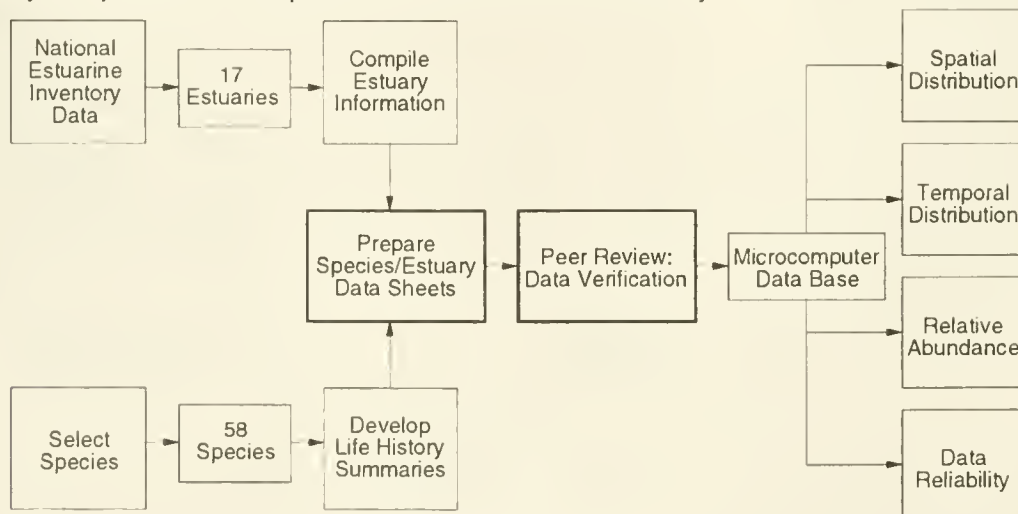 National
Estuarine
Inventory
Data
17
Estuaries
Compile
Estuary
Information
Prepare
Species/Estuary
Data Sheets
Peer Review:
Data Verification
Microcomputer
Data Base
Spatial
Distribution
Temporal
Distribution
Relative
Abundance
Data
Reliability
Select
Species
58
Species
Develop
Life History
Summaries